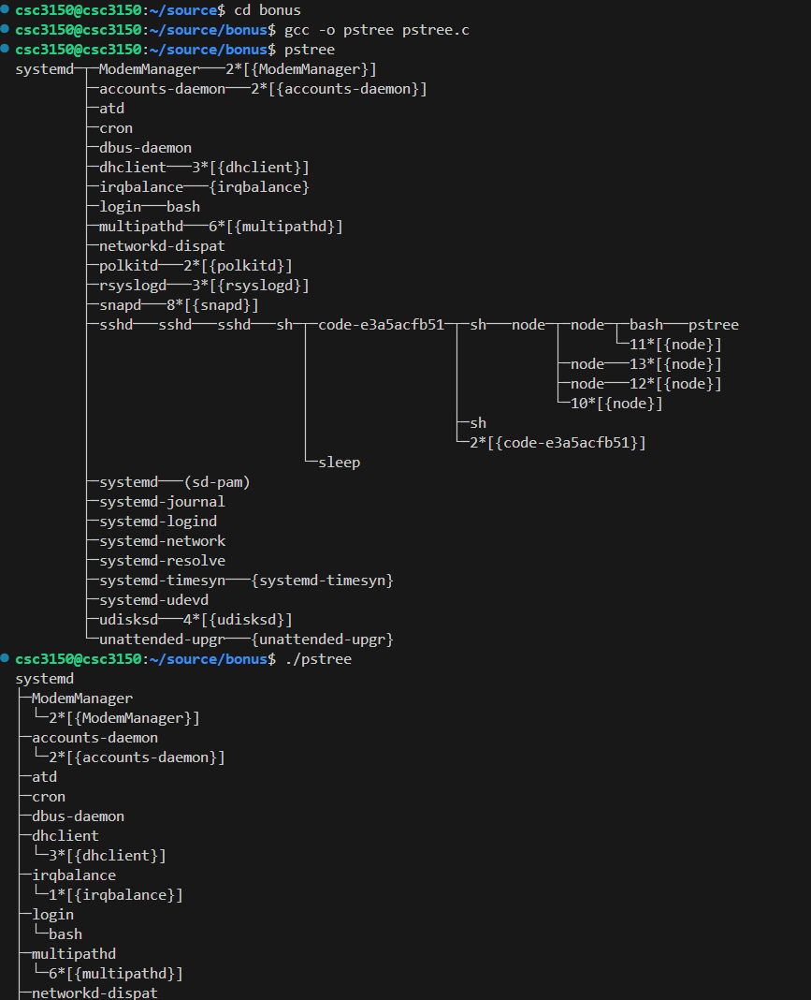 csc3150@csc3150:~/source$ cd bonus
csc3150@csc3150:~/source/bonus$ gcc -o pstree pstree.c
csc3150@csc3150:~/source/bonus$ pstree
systemd─┬─ModemManager───2*[{ModemManager}]
        ├─accounts-daemon───2*[{accounts-daemon}]
        ├─atd
        ├─cron
        ├─dbus-daemon
        ├─dhclient───3*[{dhclient}]
        ├─irqbalance───{irqbalance}
        ├─login───bash
        ├─multipathd───6*[{multipathd}]
        ├─networkd-dispat
        ├─polkitd───2*[{polkitd}]
        ├─rsyslogd───3*[{rsyslogd}]
        ├─snapd───8*[{snapd}]
        ├─sshd───sshd───sshd───sh─┬─code-e3a5acfb51─┬─sh───node─┬─node─┬─bash───pstree
        │                         │                 │           │      └─11*[{node}]
        │                         │                 │           ├─node───13*[{node}]
        │                         │                 │           ├─node───12*[{node}]
        │                         │                 │           └─10*[{node}]
        │                         │                 ├─sh
        │                         │                 └─2*[{code-e3a5acfb51}]
        │                         └─sleep
        ├─systemd───(sd-pam)
        ├─systemd-journal
        ├─systemd-logind
        ├─systemd-network
        ├─systemd-resolve
        ├─systemd-timesyn───{systemd-timesyn}
        ├─systemd-udevd
        ├─udisksd───4*[{udisksd}]
        └─unattended-upgr───{unattended-upgr}
csc3150@csc3150:~/source/bonus$ ./pstree
systemd
├─ModemManager
│ └─2*[{ModemManager}]
├─accounts-daemon
│ └─2*[{accounts-daemon}]
├─atd
├─cron
├─dbus-daemon
├─dhclient
│ └─3*[{dhclient}]
├─irqbalance
│ └─1*[{irqbalance}]
├─login
│ └─bash
├─multipathd
│ └─6*[{multipathd}]
├─networkd-dispat